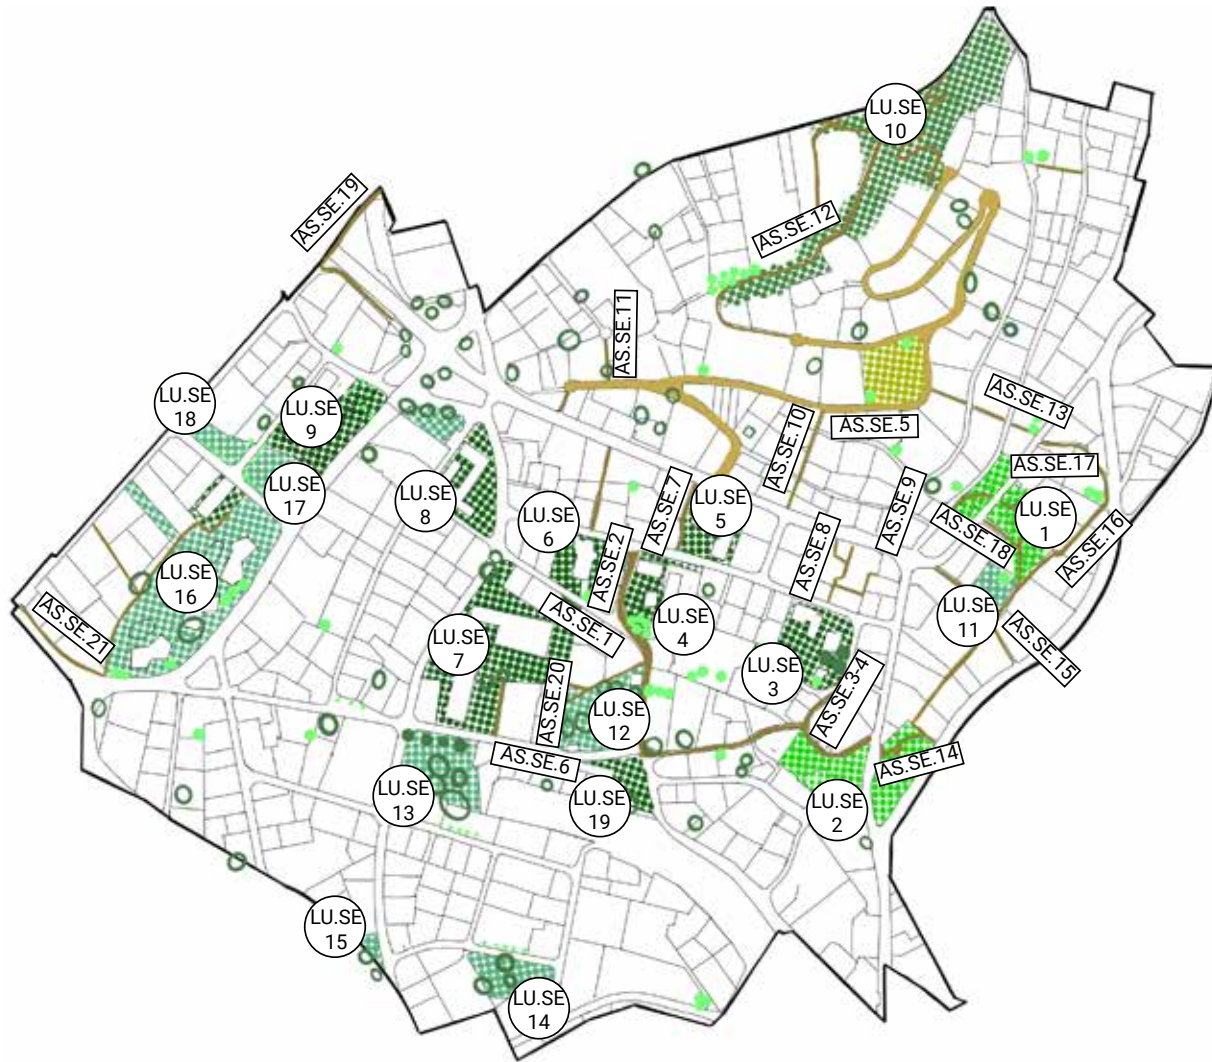 LU.SE
10
AS.SE.19
AS.SE.12
AS.SE.11
LU.SE
18
LU.SE
9
AS.SE.13
AS.SE.5
AS.SE.10
AS.SE.17
LU.SE
17
LU.SE
8
LU.SE
5
AS.SE.7
AS.SE.9
LU.SE
1
LU.SE
6
AS.SE.18
AS.SE.16
AS.SE.2
AS.SE.8
LU.SE
16
AS.SE.1
LU.SE
4
LU.SE
11
AS.SE.21
LU.SE
7
AS.SE.15
LU.SE
3
AS.SE.20
AS.SE.3-4
LU.SE
12
AS.SE.6
AS.SE.14
LU.SE
13
LU.SE
19
LU.SE
2
LU.SE
15
LU.SE
14